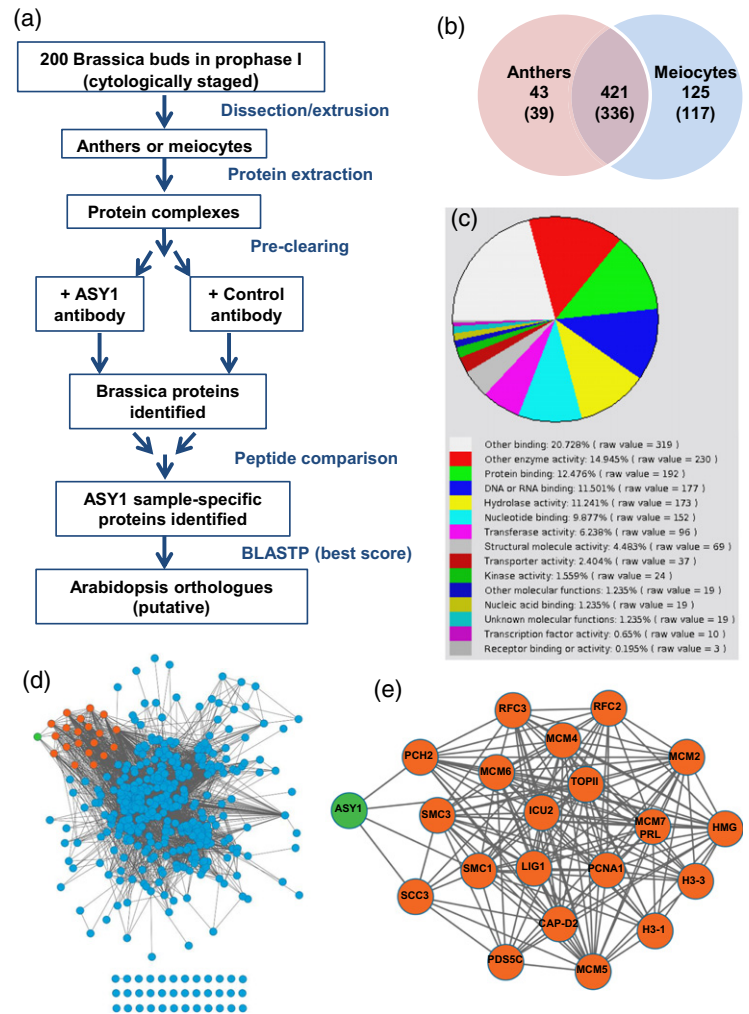 (a)
200 Brassica buds in prophase I
(cytologically staged)
Dissection/extrusion
Anthers or meiocytes
Protein extraction
Protein complexes
Pre-clearing
+ ASY1
antibody
+ Control
antibody
Brassica proteins
identified
Peptide comparison
ASY1 sample-specific
proteins identified
BLASTP (best score)
Arabidopsis orthologues
(putative)
(b)
Anthers
43
(39)
421
(336)
Meiocytes
125
(117)
(c)
Other binding: 20.728% ( raw value = 319 )
Other enzyme activity: 14.945% ( raw value = 230 )
Protein binding: 12.476% ( raw value = 192 )
DNA or RNA binding: 11.501% ( raw value = 177 )
Hydrolase activity: 11.241% ( raw value = 173 )
Nucleotide binding: 9.877% ( raw value = 152 )
Transferase activity: 6.238% ( raw value = 96 )
Structural molecule activity: 4.483% ( raw value = 69 )
Transporter activity: 2.404% ( raw value = 37 )
Kinase activity: 1.559% ( raw value = 24 )
Other molecular functions: 1.235% ( raw value = 19 )
Nucleic acid binding: 1.235% ( raw value = 19 )
Unknown molecular functions: 1.235% ( raw value = 19 )
Transcription factor activity: 0.65% ( raw value = 10 )
Receptor binding or activity: 0.195% ( raw value = 3 )
(d)
(e)
RFC3
RFC2
MCM4
PCH2
MCM2
MCM6
TOPII
ASY1
SMC3
ICU2
MCM7
PRL
HMG
SMC1
LIG1
PCNA1
H3-3
SCC3
CAP-D2
H3-1
PDS5C
MCM5